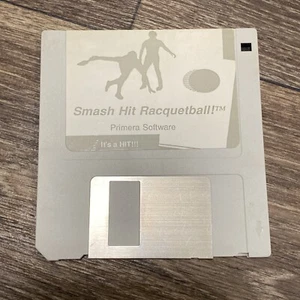 Smash Hit Racquetball!™
Primera Software
It's a HIT!!!